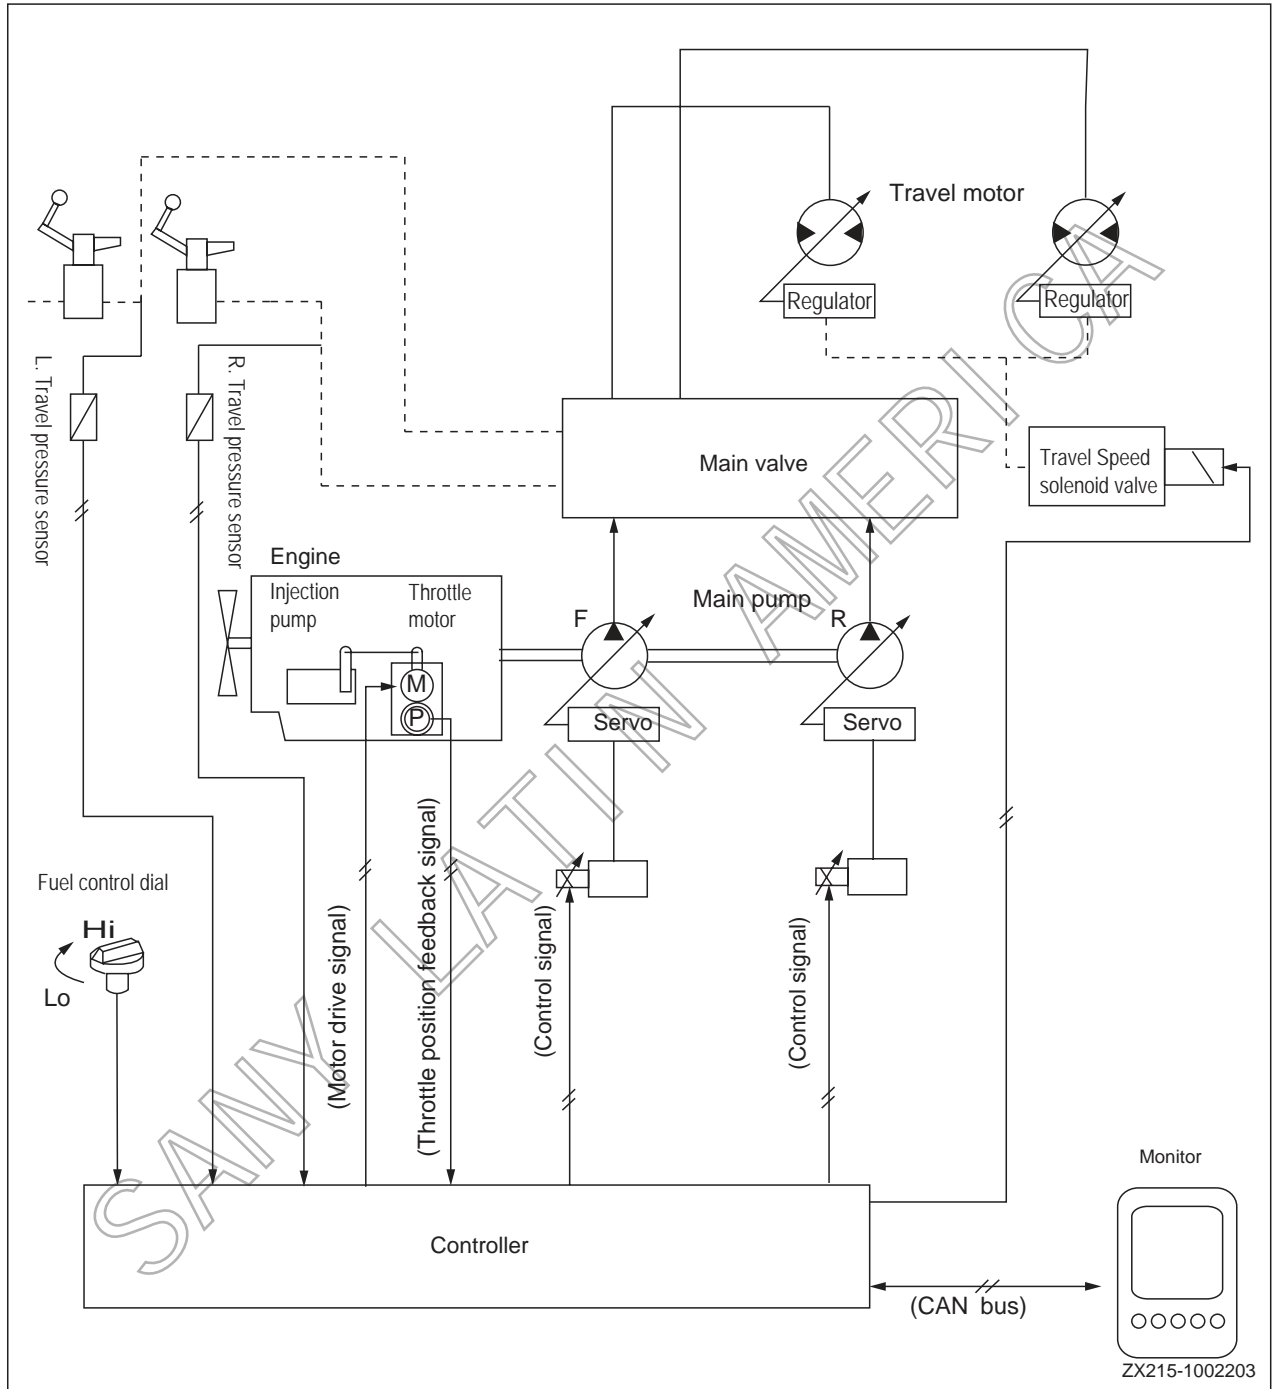 Travel motor
Regulator
Regulator
L. Travel pressure sensor
R. Travel pressure sensor
Main valve
Travel Speed
solenoid valve
Engine
Injection
pump
Throttle
motor
M
P
F
Main pump
R
Servo
Servo
Fuel control dial
Hi
Lo
(Motor drive signal)
(Throttle position feedback signal)
(Control signal)
(Control signal)
Monitor
Controller
(CAN bus)
ZX215-1002203
SANY LATIN AMERICA